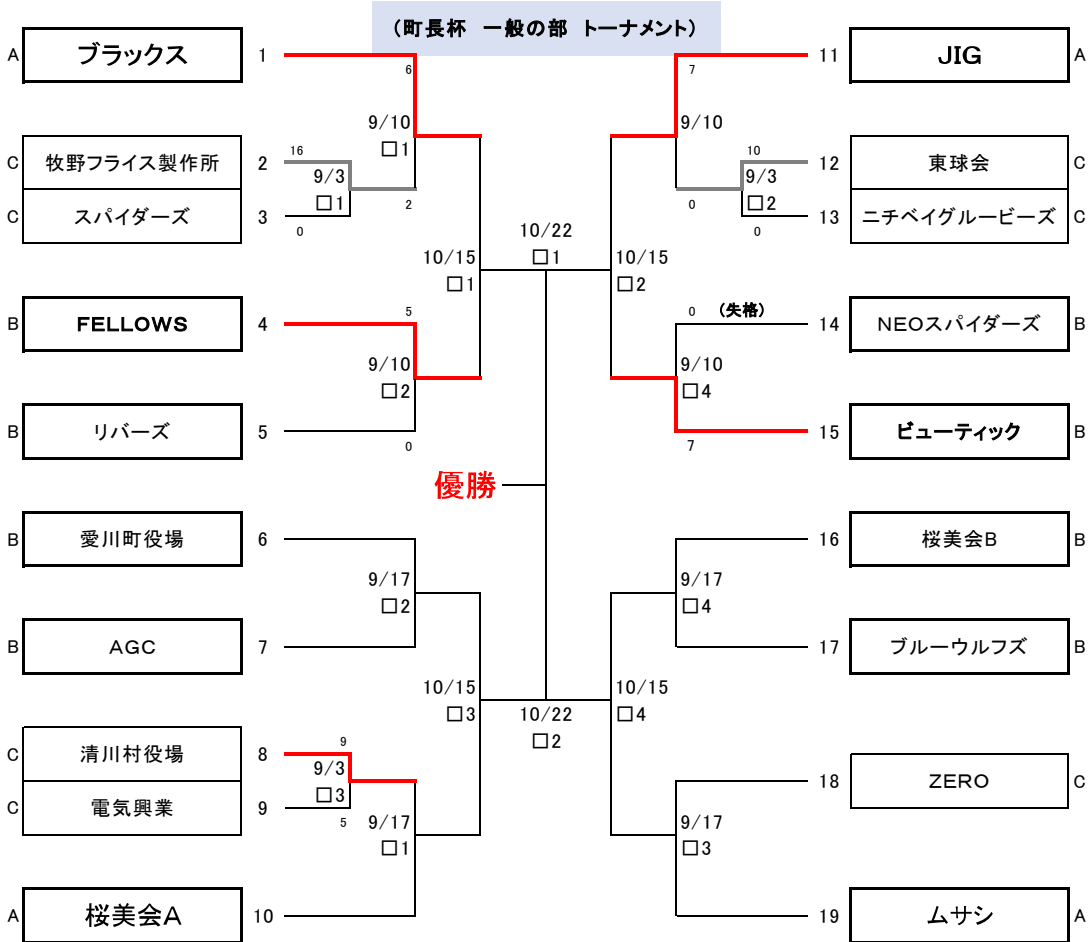 (町長杯 一般の部 トーナメント)
A ブラックス 1
6
9/10
□1
C 牧野フライス製作所 2
16
9/3
□1
2
C スパイダーズ 3
0
10/15
□1
B FELLOWS 4
5
9/10
□2
B リバーズ 5
0
10/22
□1
優勝
B 愛川町役場 6
9/17
□2
B AGC 7
10/15
□3
C 清川村役場 8
9
9/3
□3
C 電気興業 9
5
9/17
□1
A 桜美会A 10
10/22
□2
11 JIG A
7
9/10
12 東球会 C
10
9/3
□2
0
13 ニチベイグルービーズ C
0
10/15
□2
0 (失格)
14 NEOスパイダーズ B
9/10
□4
15 ビューティック B
7
16 桜美会B B
9/17
□4
17 ブルーウルフズ B
10/15
□4
18 ZERO C
9/17
□3
19 ムサシ A